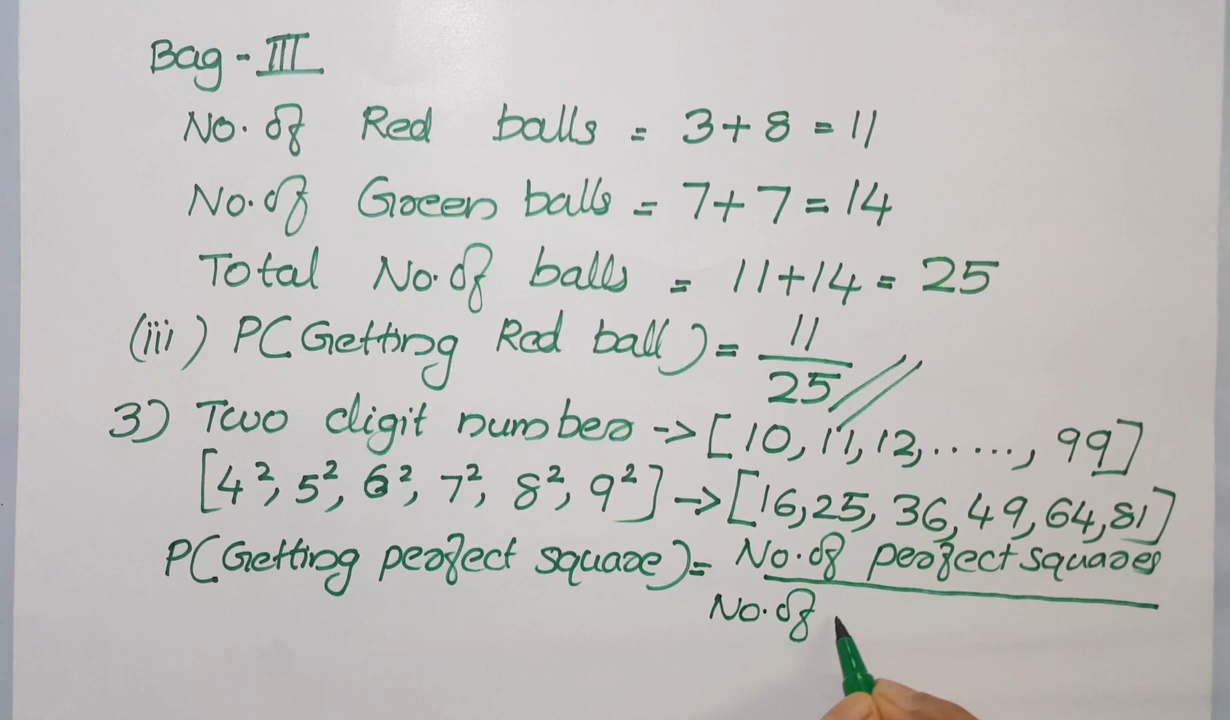 Bag - III
No. of Red balls = 3+8 = 11
No. of Green balls = 7+7 = 14
Total No. of balls = 11+14 = 25
(iii) P(Getting Red ball) = 11/25 //
3) Two digit number -> [10, 11, 12, ....., 99]
[4², 5², 6², 7², 8², 9²] -> [16, 25, 36, 49, 64, 81]
P(Getting perfect square) = No. of perfect squares
No. of